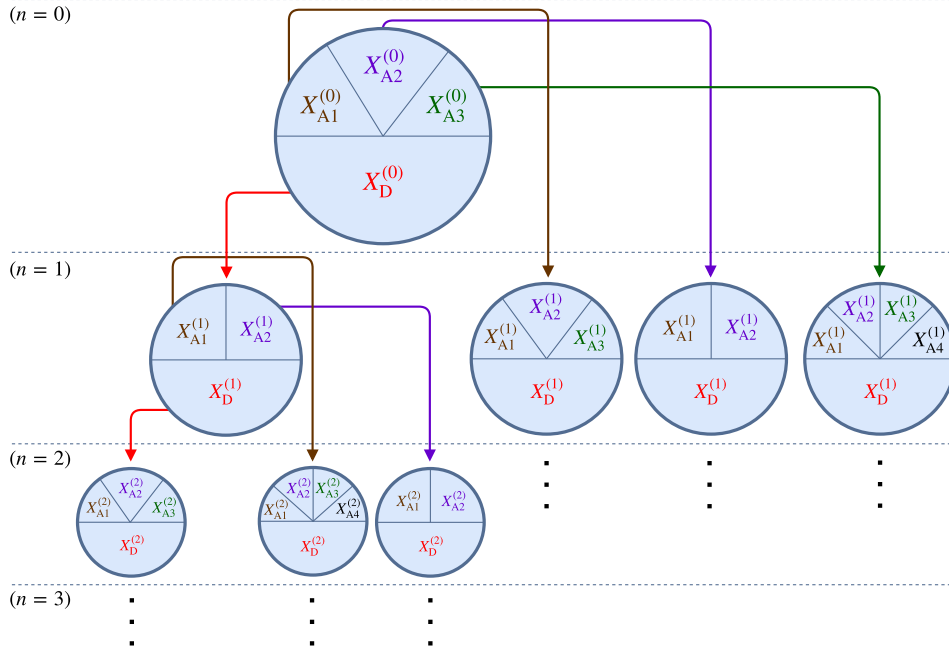 (n = 0)
X_A1^(0) X_A2^(0) X_A3^(0)
X_D^(0)
(n = 1)
X_A1^(1) X_A2^(1)
X_D^(1)
X_A1^(1) X_A2^(1) X_A3^(1)
X_D^(1)
X_A1^(1) X_A2^(1)
X_D^(1)
X_A1^(1) X_A2^(1) X_A3^(1) X_A4^(1)
X_D^(1)
(n = 2)
X_A1^(2) X_A2^(2) X_A3^(2)
X_D^(2)
X_A1^(2) X_A2^(2) X_A3^(2) X_A4^(2)
X_D^(2)
X_A1^(2) X_A2^(2)
X_D^(2)
(n = 3)